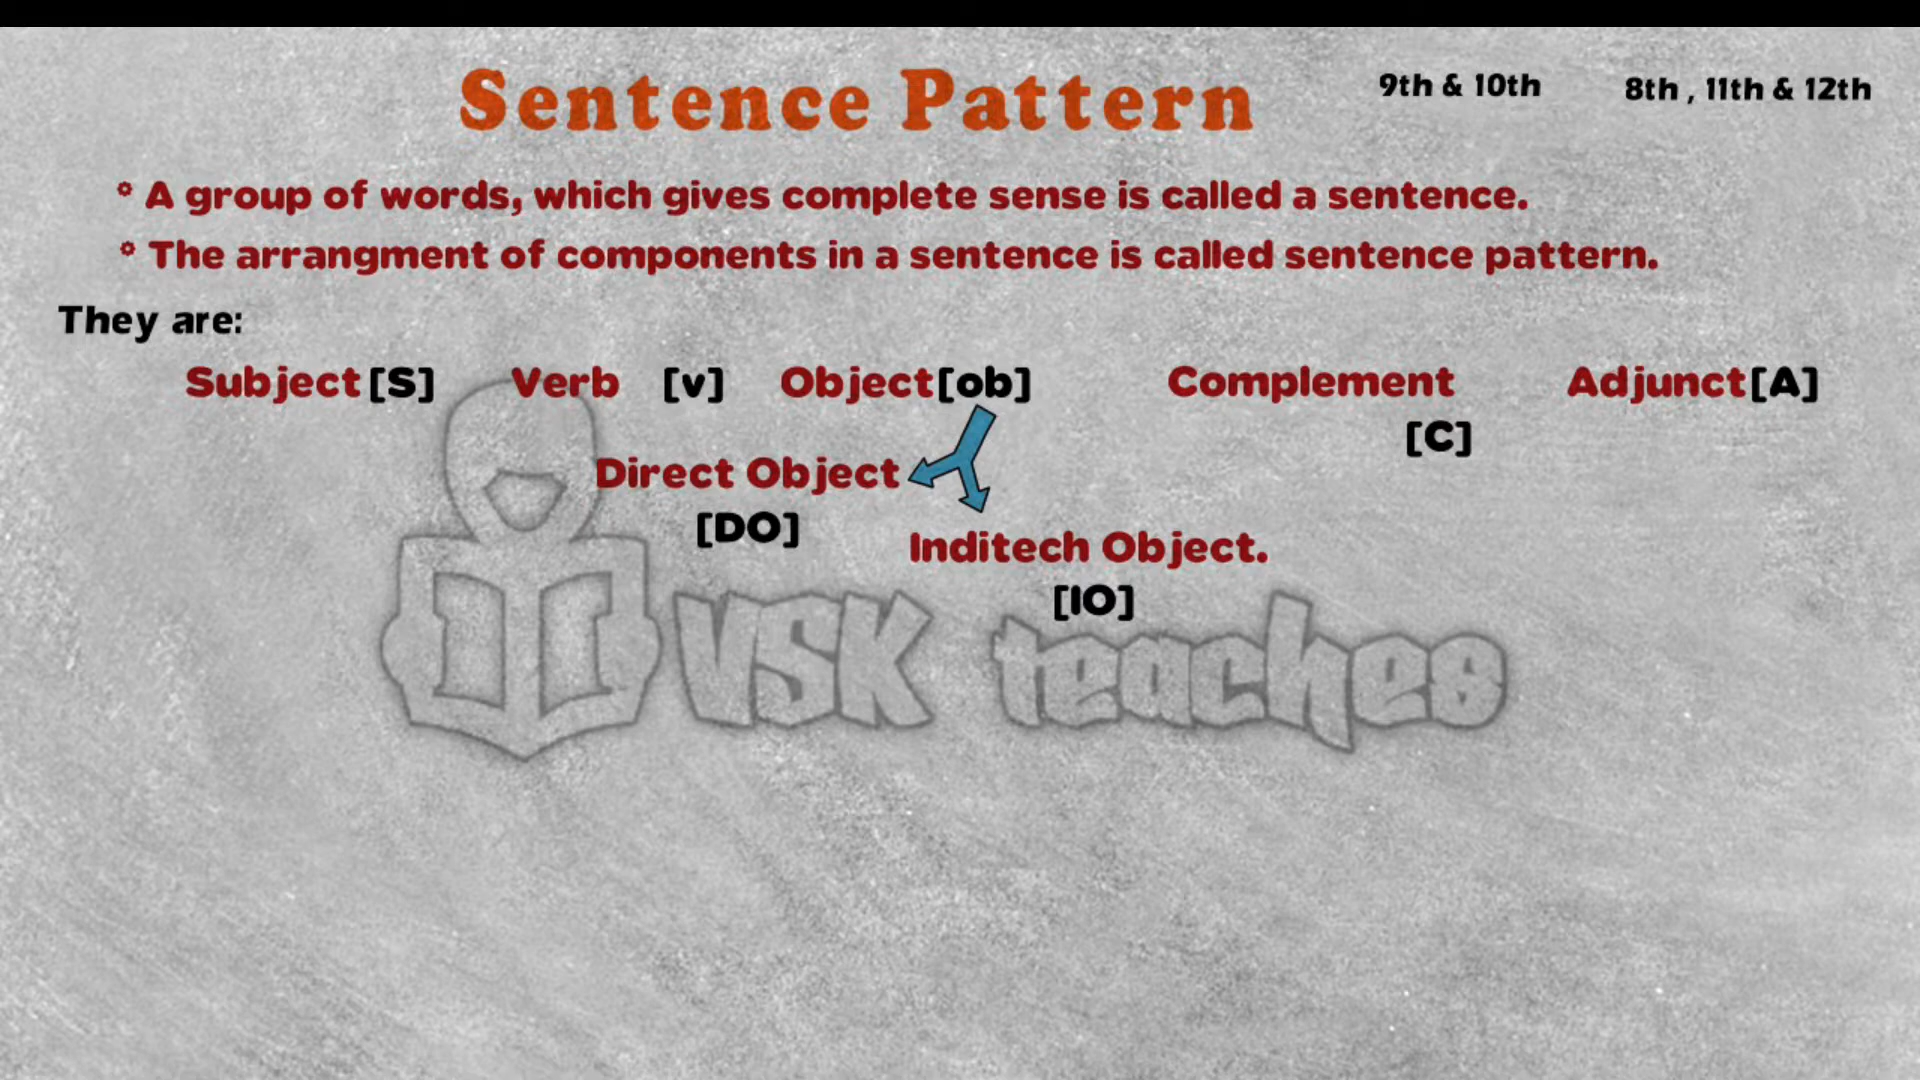 Sentence Pattern
9th & 10th
8th , 11th & 12th
* A group of words, which gives complete sense is called a sentence.
* The arrangment of components in a sentence is called sentence pattern.
They are:
Subject [S] Verb [v] Object [ob] Complement Adjunct [A]
[C]
Direct Object
[DO]
Inditech Object.
[IO]
VSK teaches